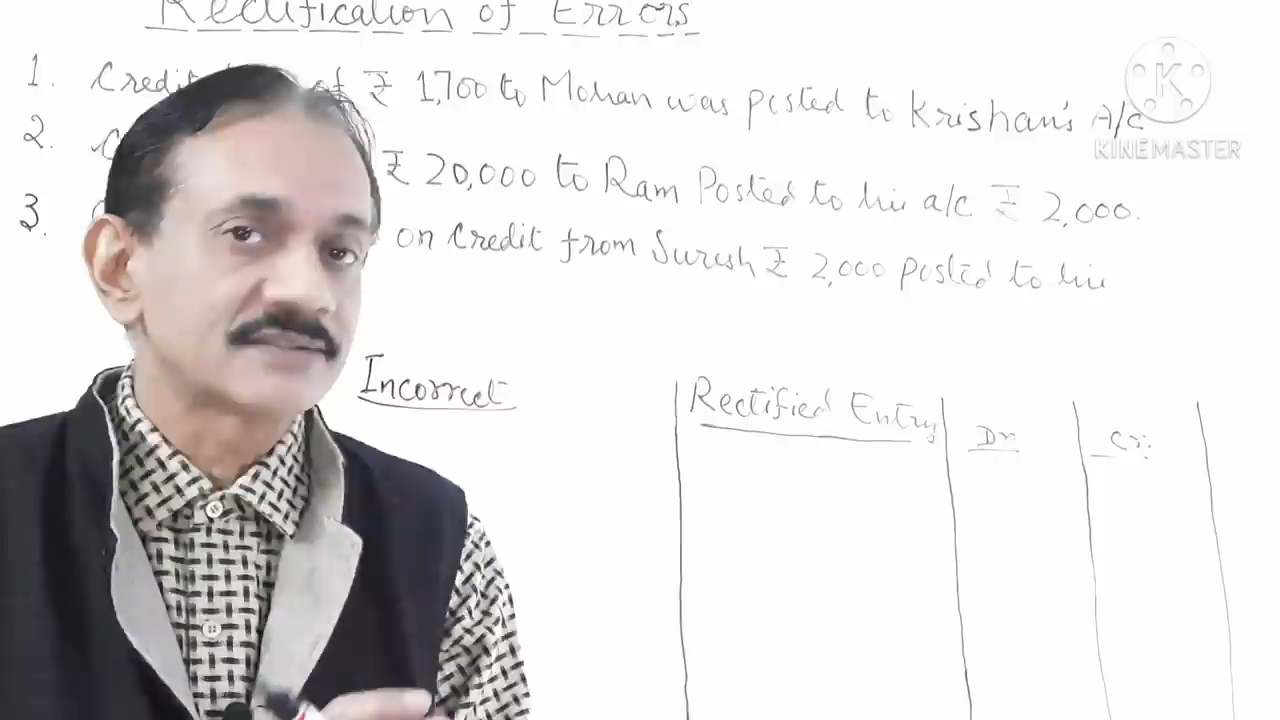 Rectification of Errors
1. Credit of ₹ 1,700 to Mohan was posted to Krishan's A/c
2. ₹ 20,000 to Ram Posted to his a/c ₹ 2,000.
3. on Credit from Suresh ₹ 2,000 posted to his
Incorrect
Rectified Entry
Dr.
Cr.
K
KINEMASTER